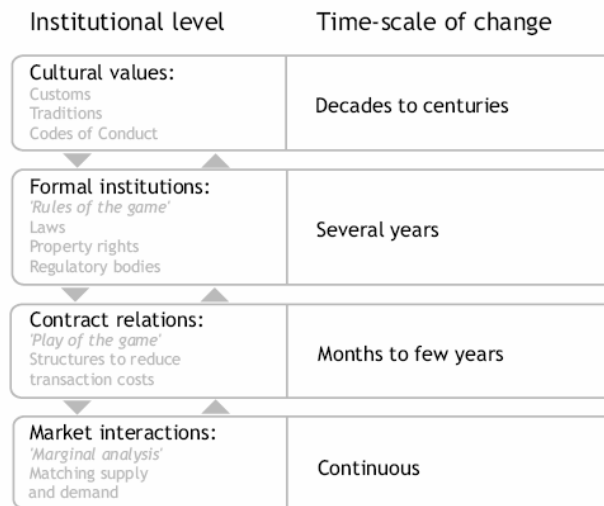 Institutional level
Time-scale of change
Cultural values:
Customs
Traditions
Codes of Conduct
Decades to centuries
Formal institutions:
'Rules of the game'
Laws
Property rights
Regulatory bodies
Several years
Contract relations:
'Play of the game'
Structures to reduce
transaction costs
Months to few years
Market interactions:
'Marginal analysis'
Matching supply
and demand
Continuous